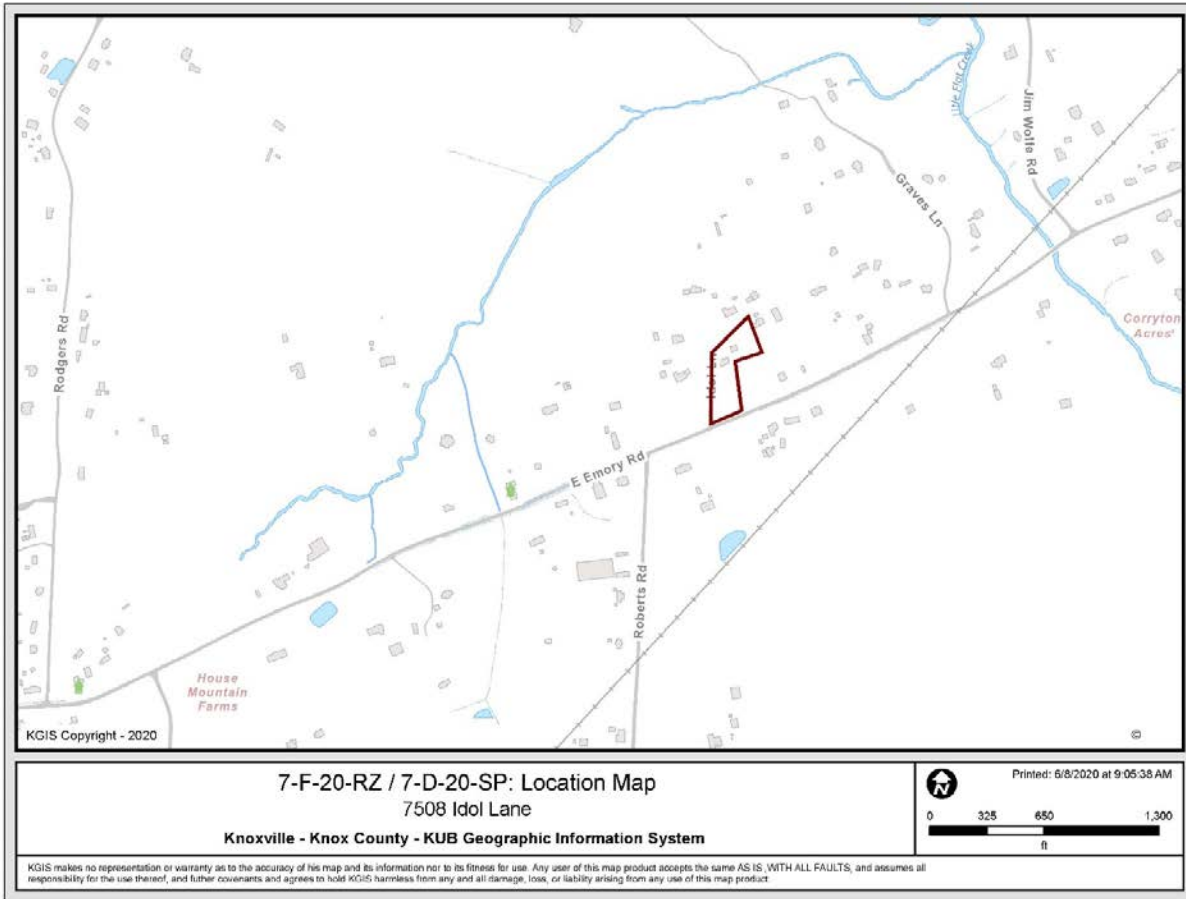 Little Flat Creek
Jim Wolfe Rd
Graves Ln
Rodgers Rd
Corryton
Acres
Idol Ln
E Emory Rd
Roberts Rd
House
Mountain
Farms
KGIS Copyright - 2020
©
7-F-20-RZ / 7-D-20-SP: Location Map
7508 Idol Lane
Knoxville - Knox County - KUB Geographic Information System
N
Printed: 6/8/2020 at 9:05:38 AM
0 325 650 1,300
ft
KGIS makes no representation or warranty as to the accuracy of his map and its information nor to its fitness for use. Any user of this map product accepts the same AS IS ,WITH ALL FAULTS, and assumes all
responsibility for the use thereof, and futher covenants and agrees to hold KGIS harmless from any and all damage, loss, or liability arising from any use of this map product.